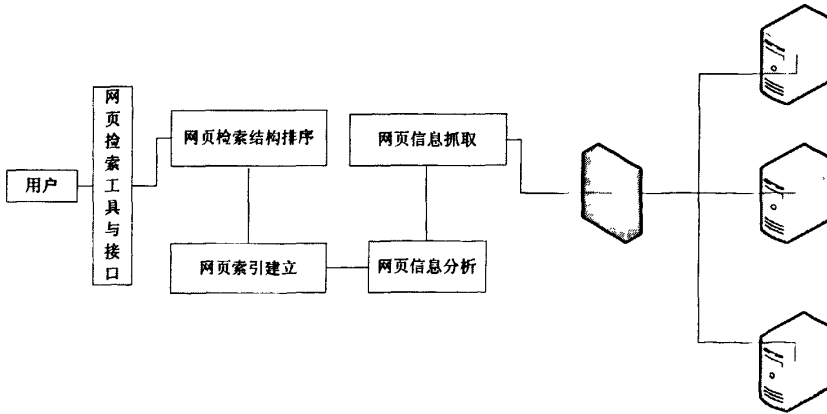 用户
网页检索工具与接口
网页检索结构排序
网页索引建立
网页信息抓取
网页信息分析